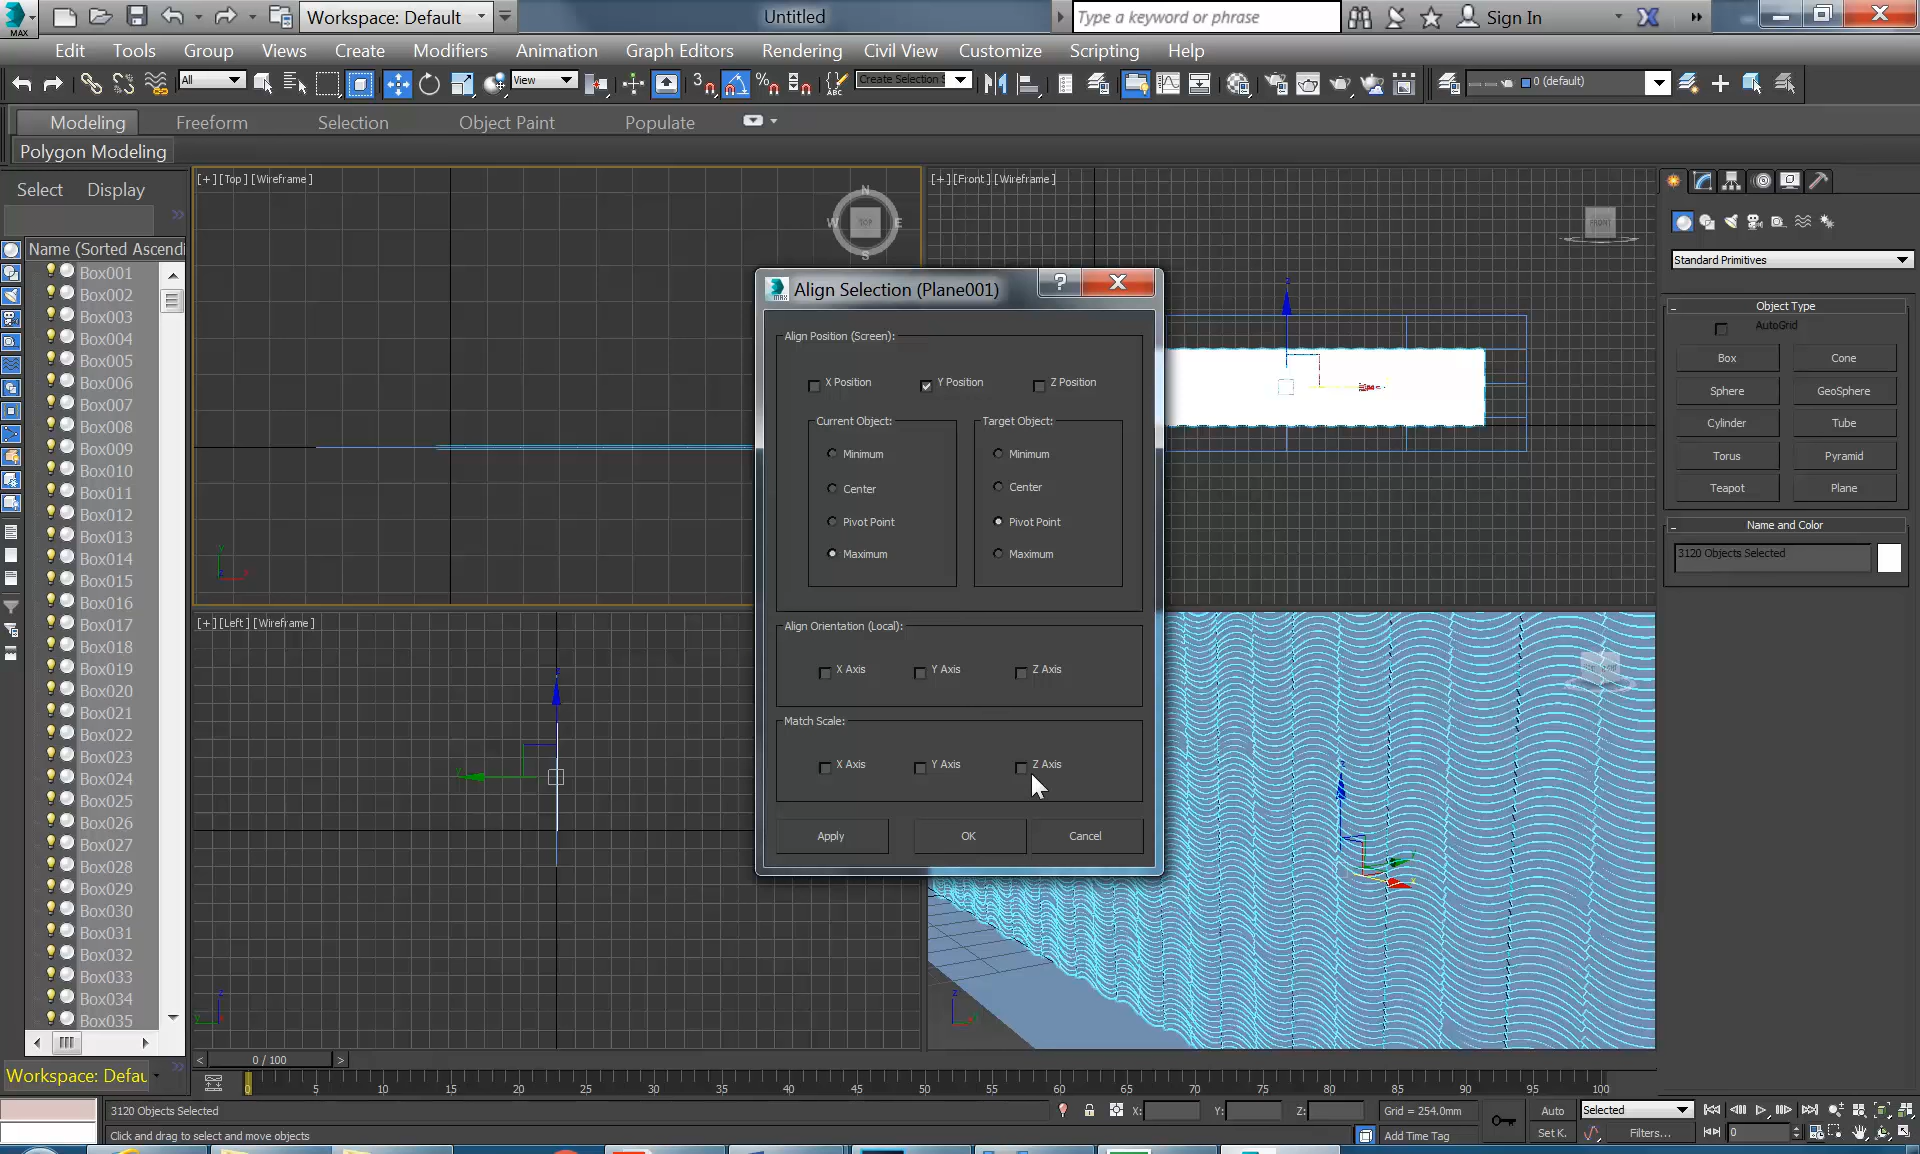 MAX
Workspace: Default
Untitled
Type a keyword or phrase
Sign In
Edit Tools Group Views Create Modifiers Animation Graph Editors Rendering Civil View Customize Scripting Help
All
View
Create Selection S
0 (default)
Modeling Freeform Selection Object Paint Populate
Polygon Modeling
Select Display
Name (Sorted Ascendi
Box001
Box002
Box003
Box004
Box005
Box006
Box007
Box008
Box009
Box010
Box011
Box012
Box013
Box014
Box015
Box016
Box017
Box018
Box019
Box020
Box021
Box022
Box023
Box024
Box025
Box026
Box027
Box028
Box029
Box030
Box031
Box032
Box033
Box034
Box035
Workspace: Defau
[+][Top][Wireframe]
N
W TOP E
S
[+][Front][Wireframe]
FRONT
[+][Left][Wireframe]
Align Selection (Plane001)
?
Align Position (Screen):
X Position Y Position Z Position
Current Object: Target Object:
Minimum Minimum
Center Center
Pivot Point Pivot Point
Maximum Maximum
Align Orientation (Local):
X Axis Y Axis Z Axis
Match Scale:
X Axis Y Axis Z Axis
Apply OK Cancel
Standard Primitives
Object Type
AutoGrid
Box Cone
Sphere GeoSphere
Cylinder Tube
Torus Pyramid
Teapot Plane
Name and Color
3120 Objects Selected
0 / 100
0 5 10 15 20 25 30 35 40 45 50 55 60 65 70 75 80 85 90 95 100
3120 Objects Selected
X: Y: Z: Grid = 254.0mm
Auto Selected
Click and drag to select and move objects
Add Time Tag
Set K. Filters... 0